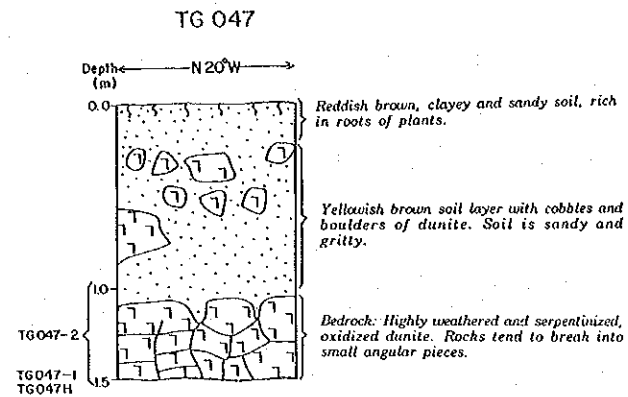 TG 047
Depth
(m)
N 20°W
0.0
Reddish brown, clayey and sandy soil, rich
in roots of plants.
Yellowish brown soil layer with cobbles and
boulders of dunite. Soil is sandy and
gritty.
1.0
Bedrock: Highly weathered and serpentinized,
oxidized dunite. Rocks tend to break into
small angular pieces.
TG047-2
TG047-1
TG047H
1.5